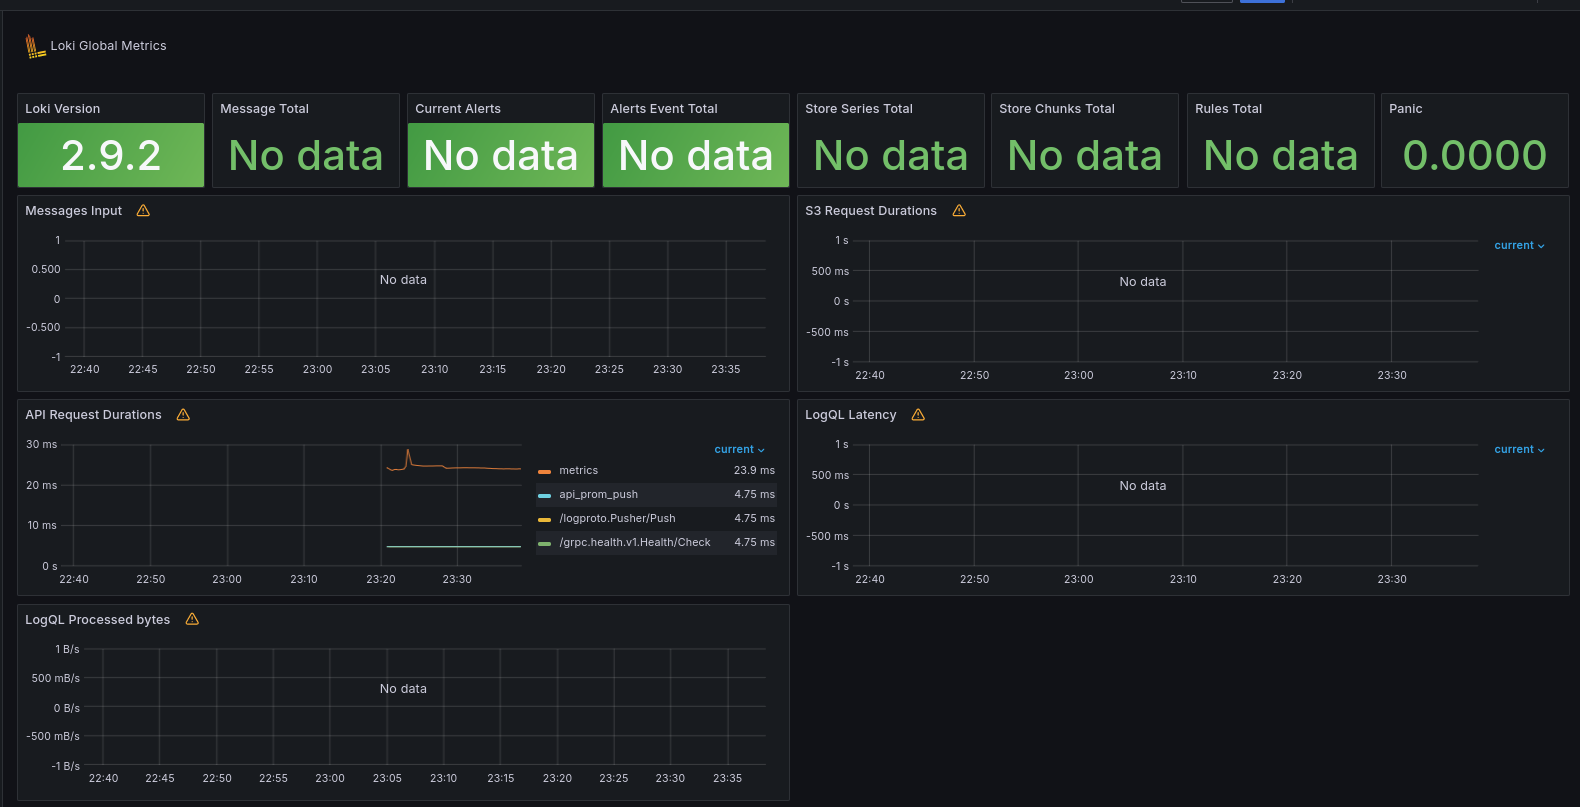 Loki Global Metrics
Loki Version
2.9.2
Message Total
No data
Current Alerts
No data
Alerts Event Total
No data
Store Series Total
No data
Store Chunks Total
No data
Rules Total
No data
Panic
0.0000
Messages Input
1
0.500
0
-0.500
-1
No data
22:40 22:45 22:50 22:55 23:00 23:05 23:10 23:15 23:20 23:25 23:30 23:35
S3 Request Durations
1 s
500 ms
0 s
-500 ms
-1 s
No data
22:40 22:50 23:00 23:10 23:20 23:30
current
API Request Durations
30 ms
20 ms
10 ms
0 s
22:40 22:50 23:00 23:10 23:20 23:30
current
metrics 23.9 ms
api_prom_push 4.75 ms
/logproto.Pusher/Push 4.75 ms
/grpc.health.v1.Health/Check 4.75 ms
LogQL Latency
1 s
500 ms
0 s
-500 ms
-1 s
No data
22:40 22:50 23:00 23:10 23:20 23:30
current
LogQL Processed bytes
1 B/s
500 mB/s
0 B/s
-500 mB/s
-1 B/s
No data
22:40 22:45 22:50 22:55 23:00 23:05 23:10 23:15 23:20 23:25 23:30 23:35